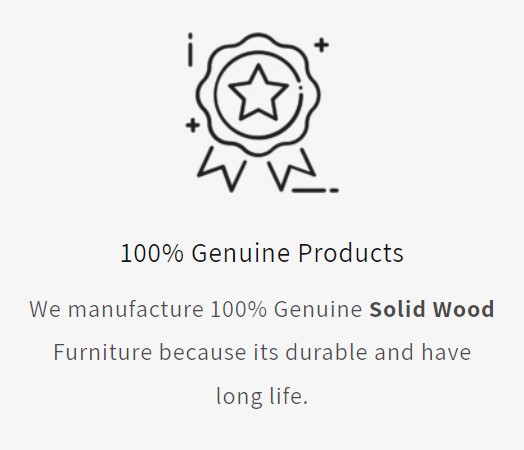 100% Genuine Products
We manufacture 100% Genuine Solid Wood
Furniture because its durable and have
long life.